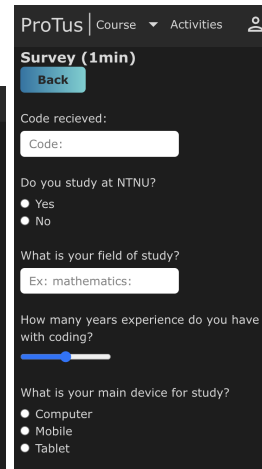 ProTus Course Activities
Survey (1min)
Back
Code recieved:
Code:
Do you study at NTNU?
Yes
No
What is your field of study?
Ex: mathematics:
How many years experience do you have
with coding?
What is your main device for study?
Computer
Mobile
Tablet